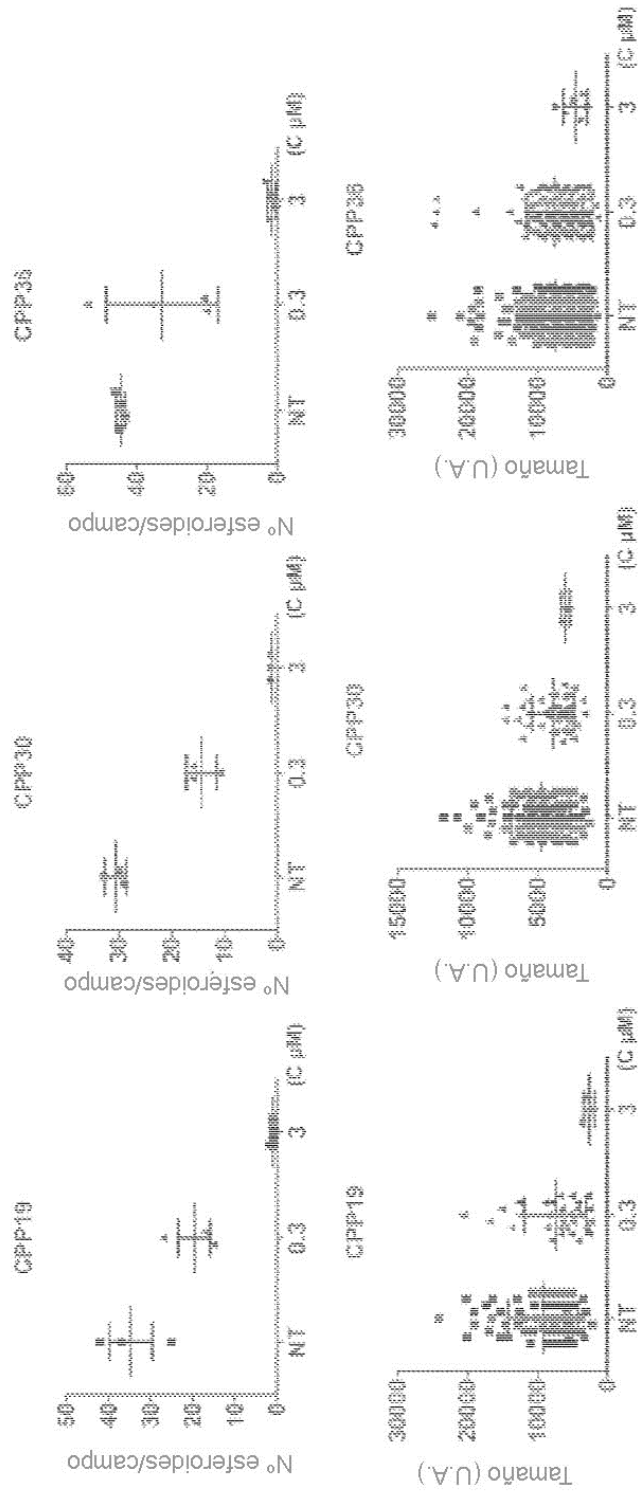 CPP19
Nº esferoides/campo
50
40
30
20
10
0
NT 0.3 3 (C µM)
CPP30
Nº esferoides/campo
40
30
20
10
0
NT 0.3 3 (C µM)
CPP36
Nº esferoides/campo
60
40
20
0
NT 0.3 3 (C µM)
CPP19
Tamaño (U.A.)
30000
20000
10000
0
NT 0.3 3 (C µM)
CPP30
Tamaño (U.A.)
15000
10000
5000
0
NT 0.3 3 (C µM)
CPP36
Tamaño (U.A.)
30000
20000
10000
0
NT 0.3 3 (C µM)